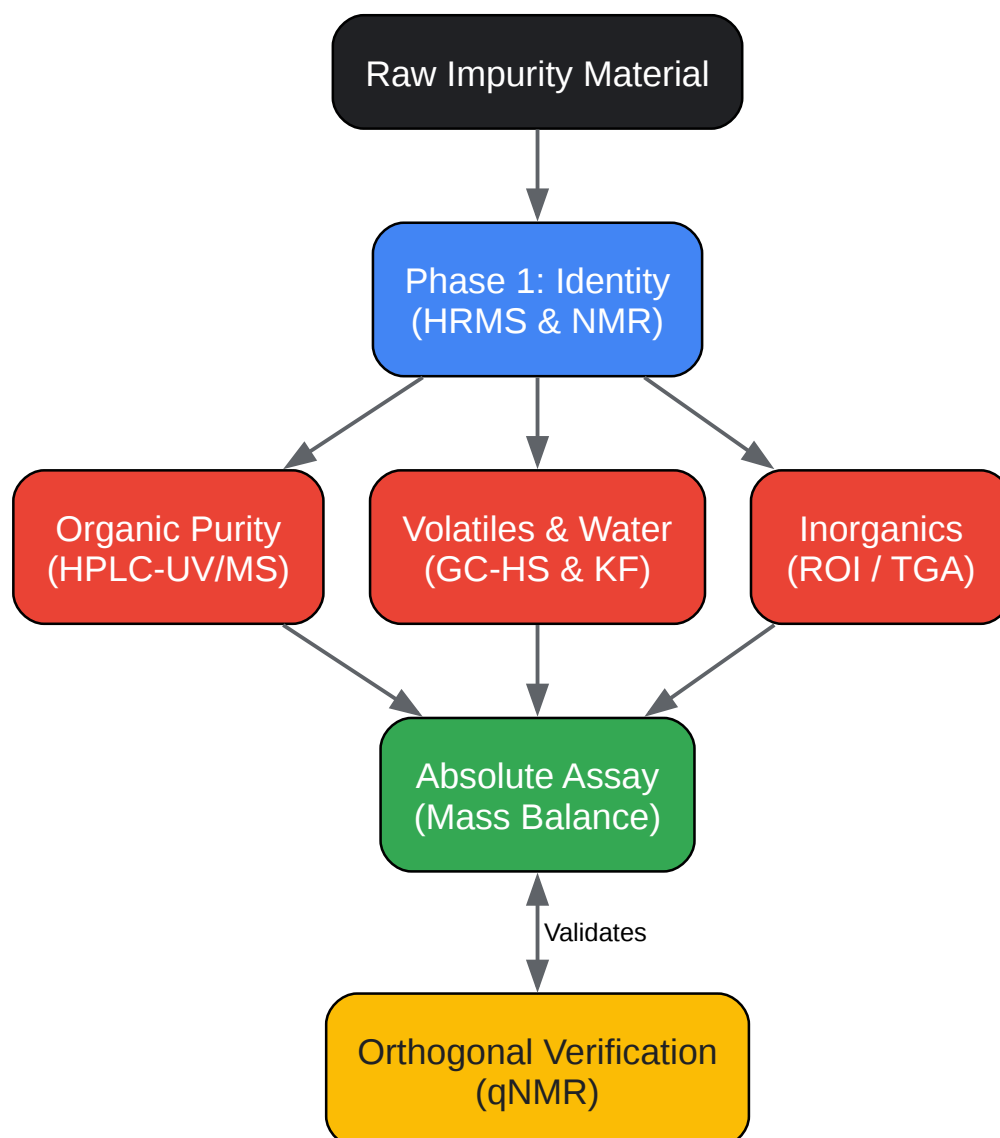 Raw Impurity Material
Phase 1: Identity
(HRMS & NMR)
Organic Purity
(HPLC-UV/MS)
Volatiles & Water
(GC-HS & KF)
Inorganics
(ROI / TGA)
Absolute Assay
(Mass Balance)
Validates
Orthogonal Verification
(qNMR)